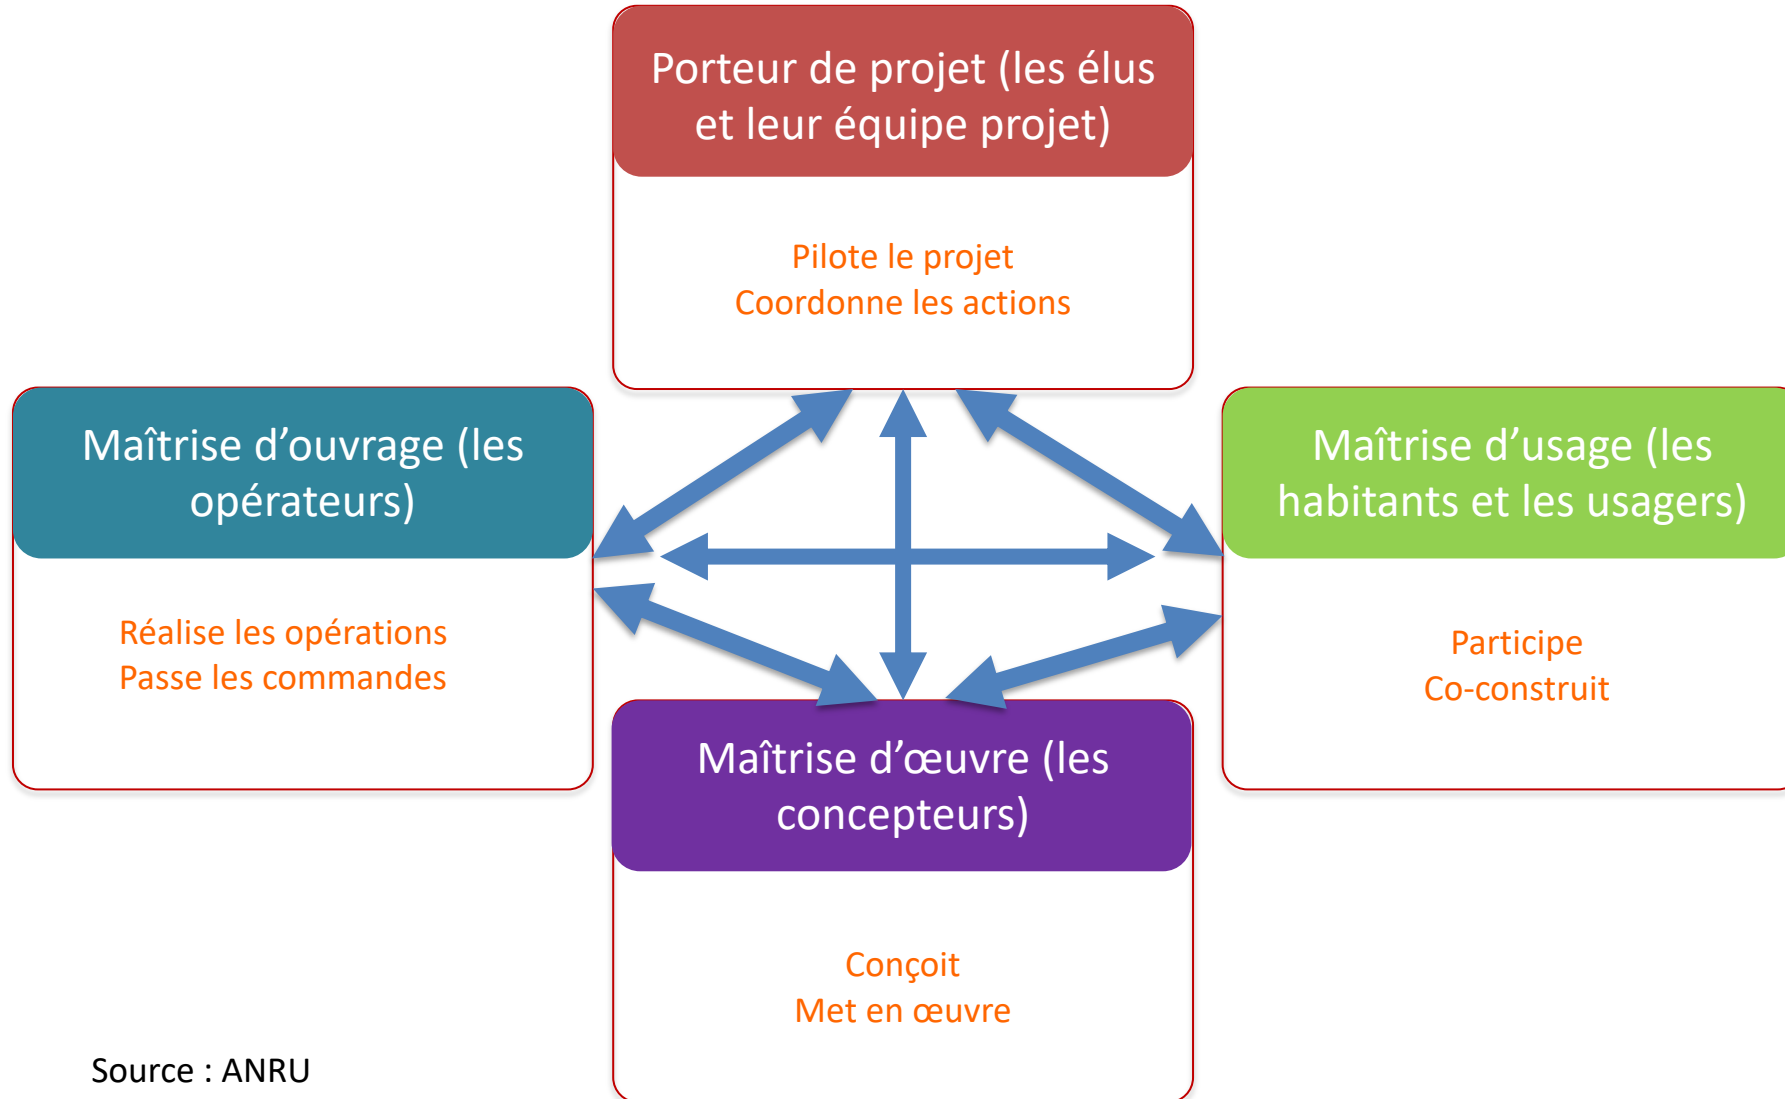 Porteur de projet (les élus
et leur équipe projet)
Pilote le projet
Coordonne les actions
Maîtrise d’ouvrage (les
opérateurs)
Réalise les opérations
Passe les commandes
Maîtrise d’usage (les
habitants et les usagers)
Participe
Co-construit
Maîtrise d’œuvre (les
concepteurs)
Conçoit
Met en œuvre
Source : ANRU